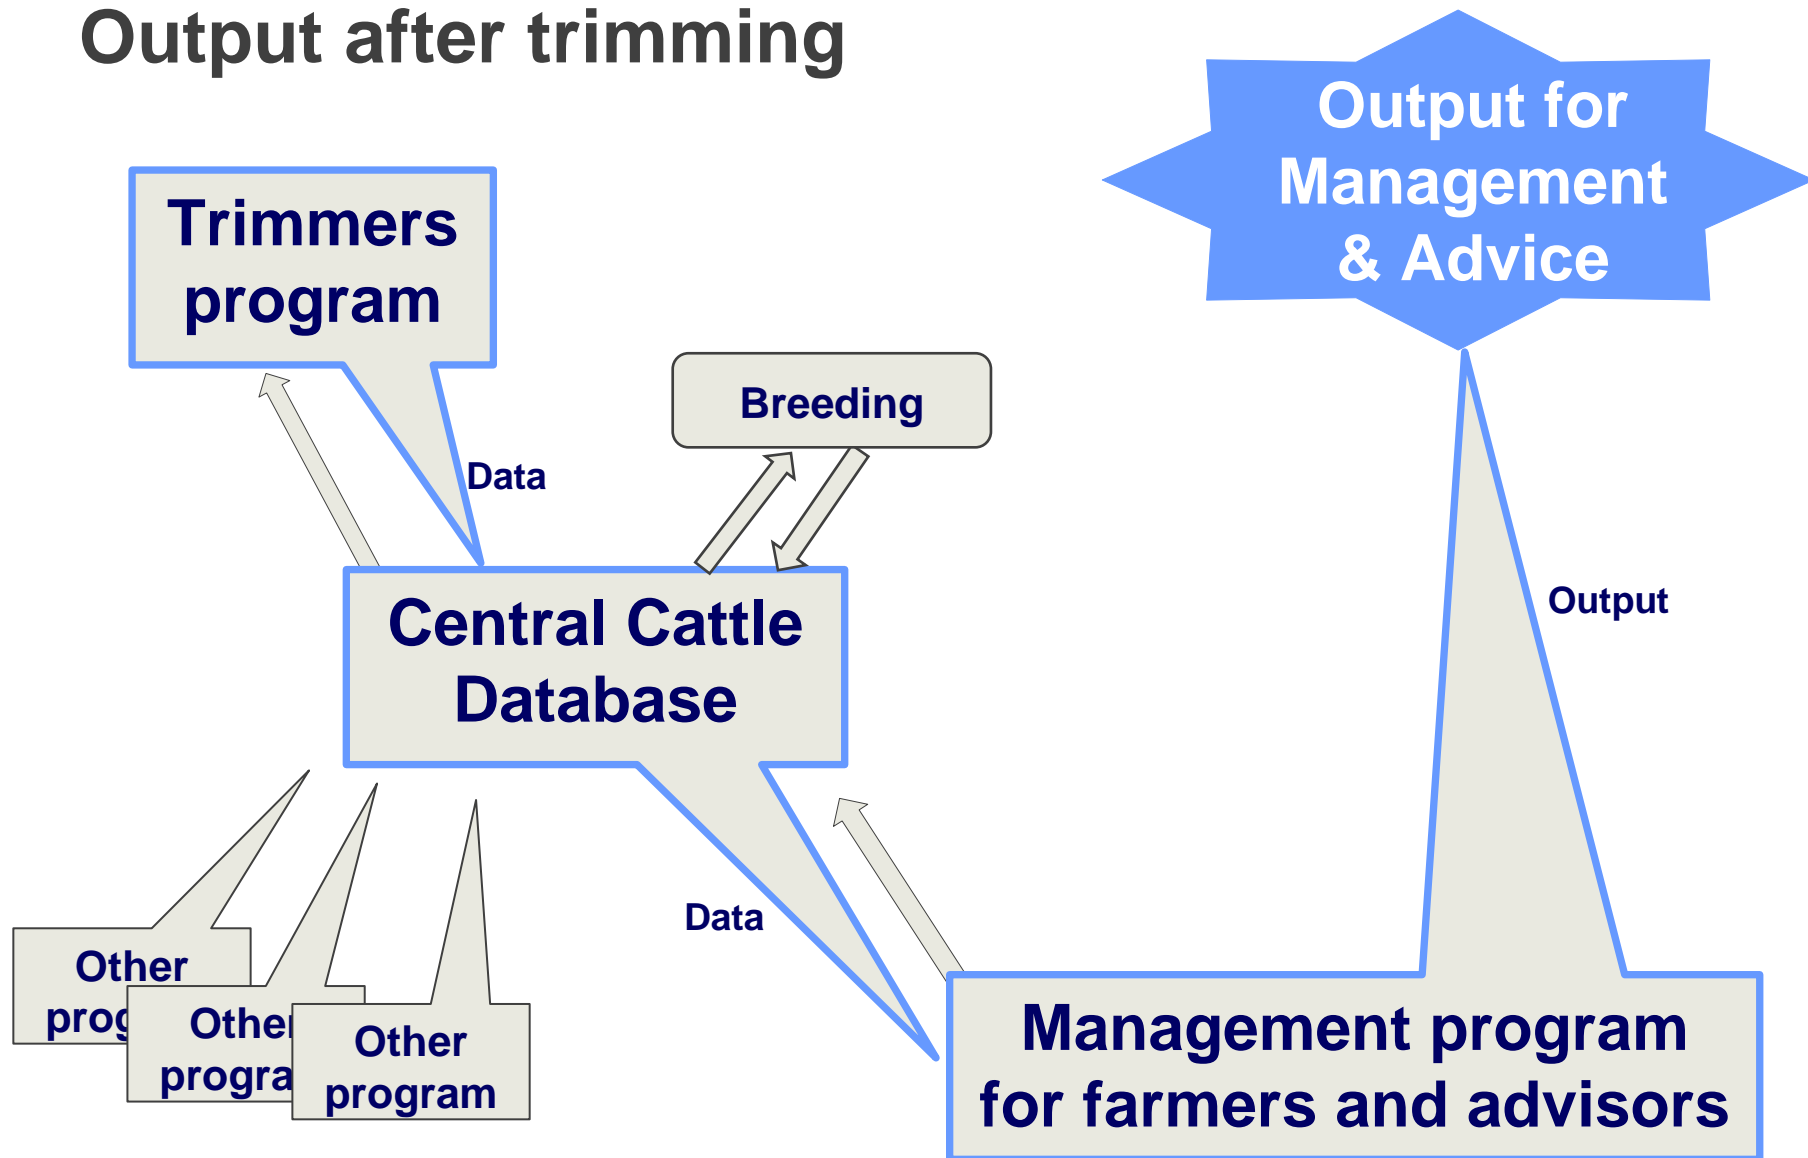 Output after trimming
Output for
Management
& Advice
Trimmers
program
Breeding
Data
Central Cattle
Database
Output
Data
Other
Other
Other
program
Management program
for farmers and advisors